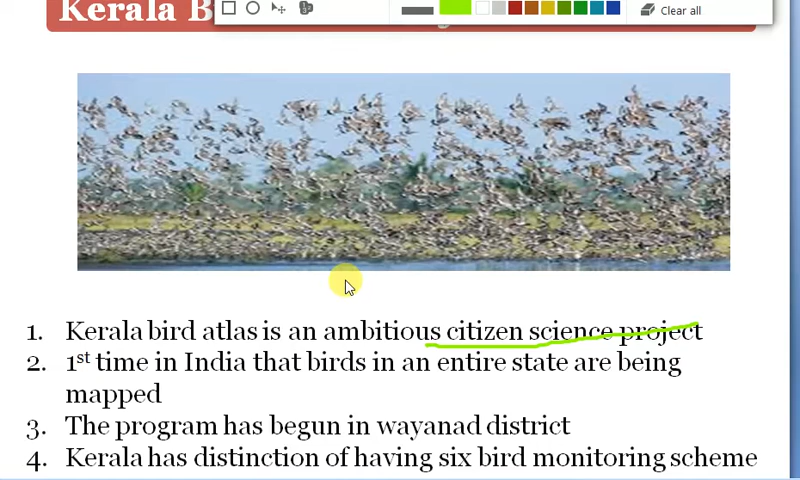 Kerala B
Clear all
1. Kerala bird atlas is an ambitious citizen science project
2. 1st time in India that birds in an entire state are being
mapped
3. The program has begun in wayanad district
4. Kerala has distinction of having six bird monitoring scheme